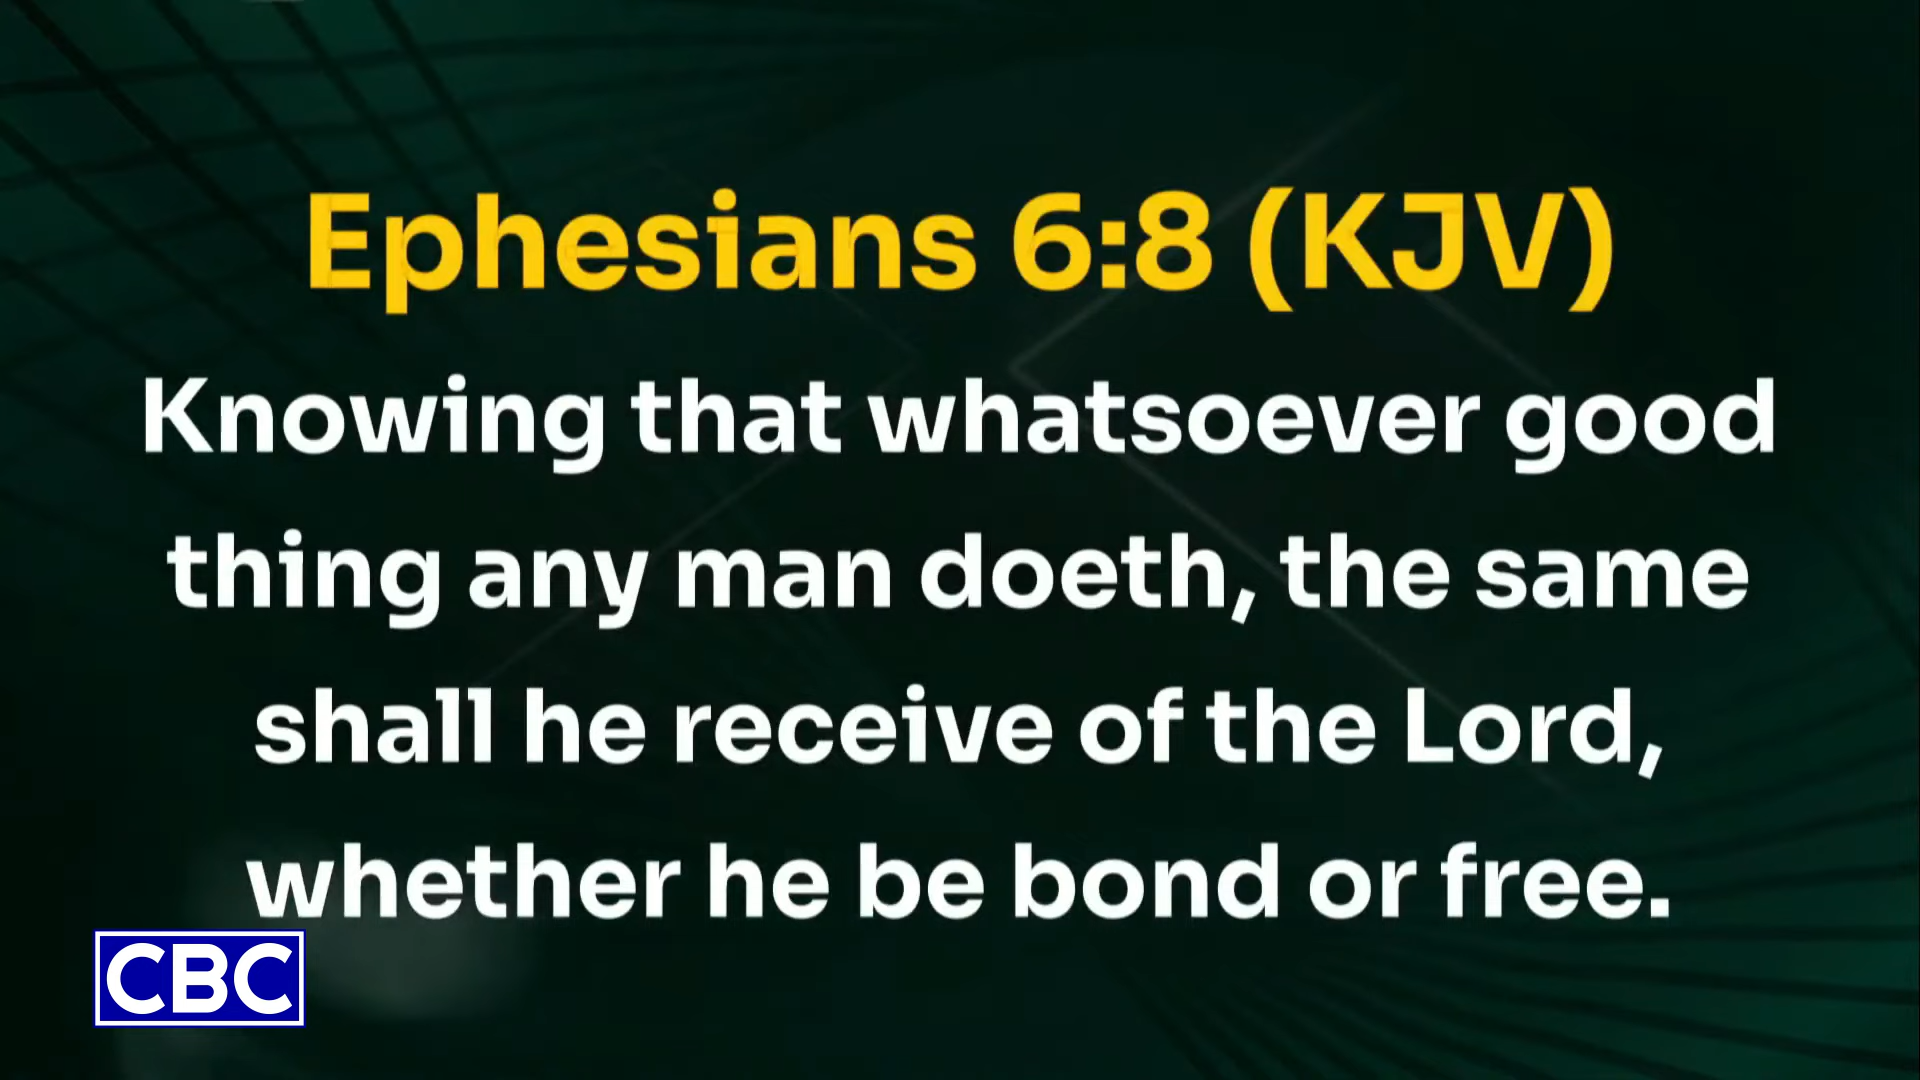 Ephesians 6:8 (KJV)
Knowing that whatsoever good
thing any man doeth, the same
shall he receive of the Lord,
whether he be bond or free.
CBC